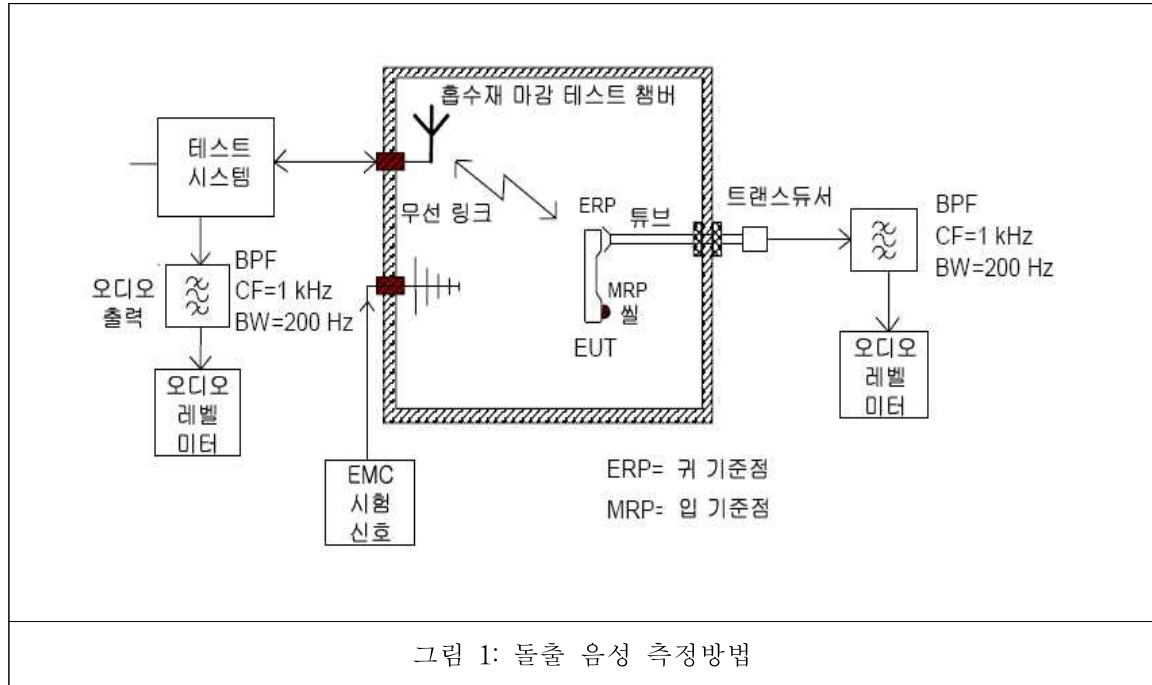 흡수재 마감 테스트 챔버
테스트
시스템
무선 링크
ERP
튜브
트랜스듀서
BPF
CF=1 kHz
BW=200 Hz
오디오
출력
BPF
CF=1 kHz
BW=200 Hz
MRP
씰
EUT
오디오
레벨
미터
오디오
레벨
미터
EMC
시험
신호
ERP= 귀 기준점
MRP= 입 기준점
그림 1: 돌출 음성 측정방법